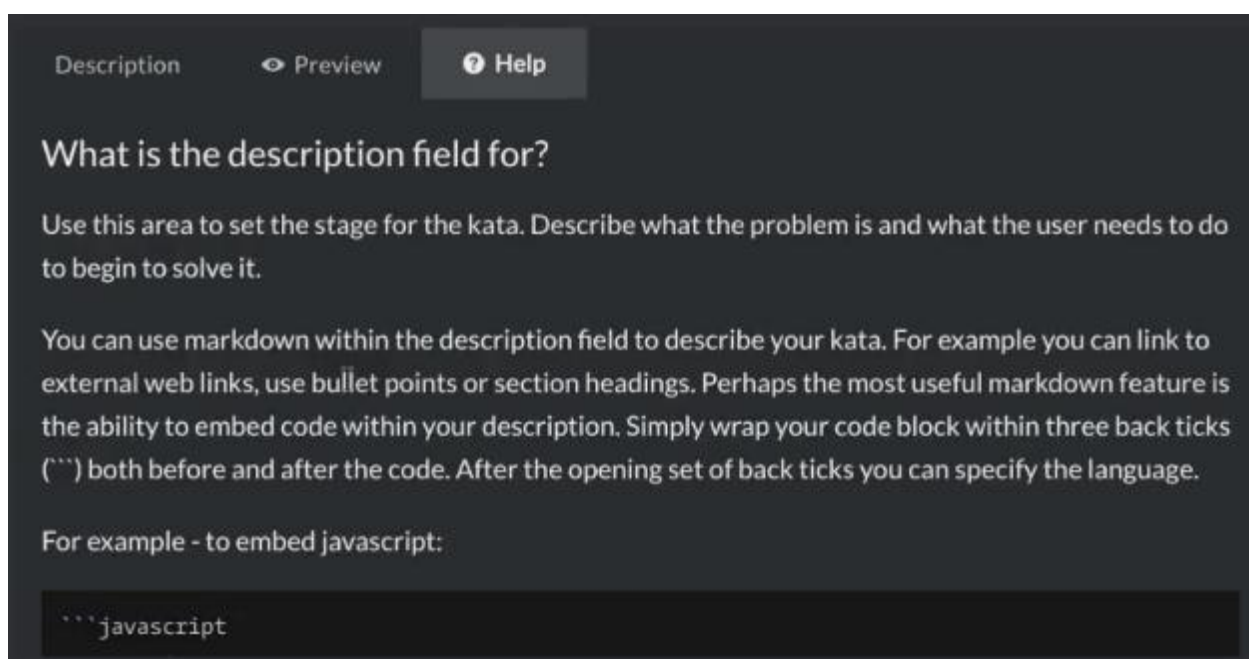 Description Preview Help
What is the description field for?
Use this area to set the stage for the kata. Describe what the problem is and what the user needs to do
to begin to solve it.
You can use markdown within the description field to describe your kata. For example you can link to
external web links, use bullet points or section headings. Perhaps the most useful markdown feature is
the ability to embed code within your description. Simply wrap your code block within three back ticks
(```) both before and after the code. After the opening set of back ticks you can specify the language.
For example - to embed javascript:
```javascript